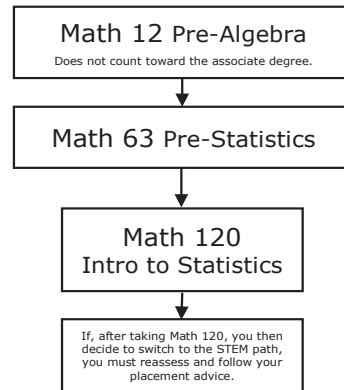 Math 12 Pre-Algebra
Does not count toward the associate degree.
Math 63 Pre-Statistics
Math 120
Intro to Statistics
If, after taking Math 120, you then
decide to switch to the STEM path,
you must reassess and follow your
placement advice.